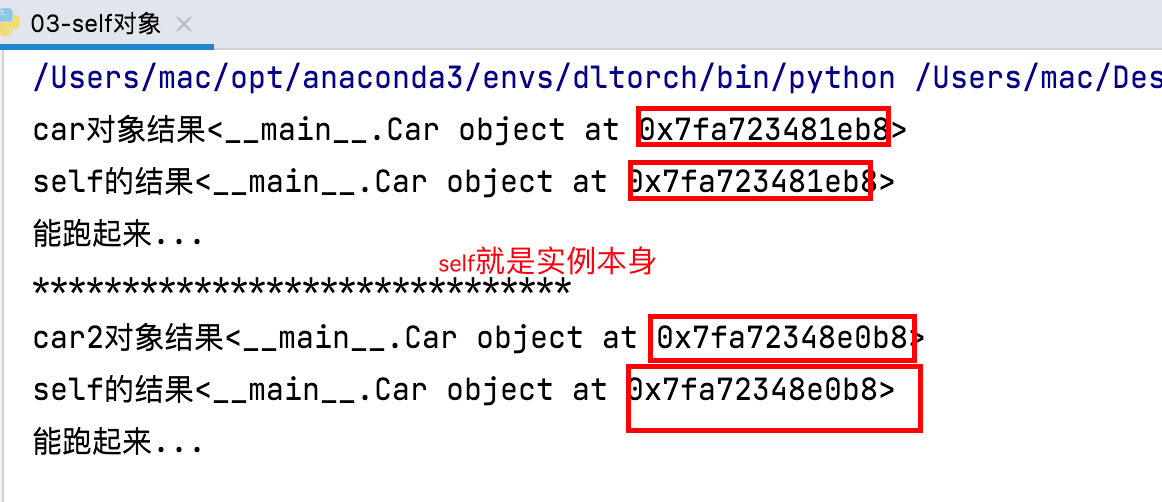 03-self对象
/Users/mac/opt/anaconda3/envs/dltorch/bin/python /Users/mac/Des
car对象结果<__main__.Car object at 0x7fa723481eb8>
self的结果<__main__.Car object at 0x7fa723481eb8>
能跑起来...
self就是实例本身
******************************
car2对象结果<__main__.Car object at 0x7fa72348e0b8>
self的结果<__main__.Car object at 0x7fa72348e0b8>
能跑起来...